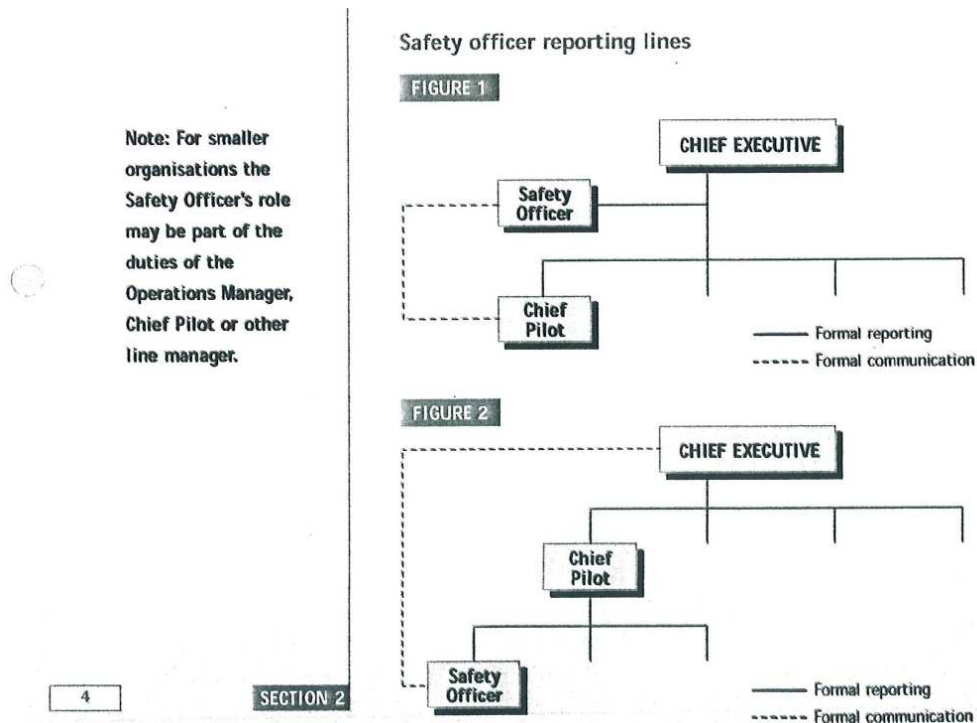 Note: For smaller
organisations the
Safety Officer's role
may be part of the
duties of the
Operations Manager,
Chief Pilot or other
line manager.
4
SECTION 2
Safety officer reporting lines
FIGURE 1
CHIEF EXECUTIVE
Safety
Officer
Chief
Pilot
Formal reporting
Formal communication
FIGURE 2
CHIEF EXECUTIVE
Chief
Pilot
Safety
Officer
Formal reporting
Formal communication